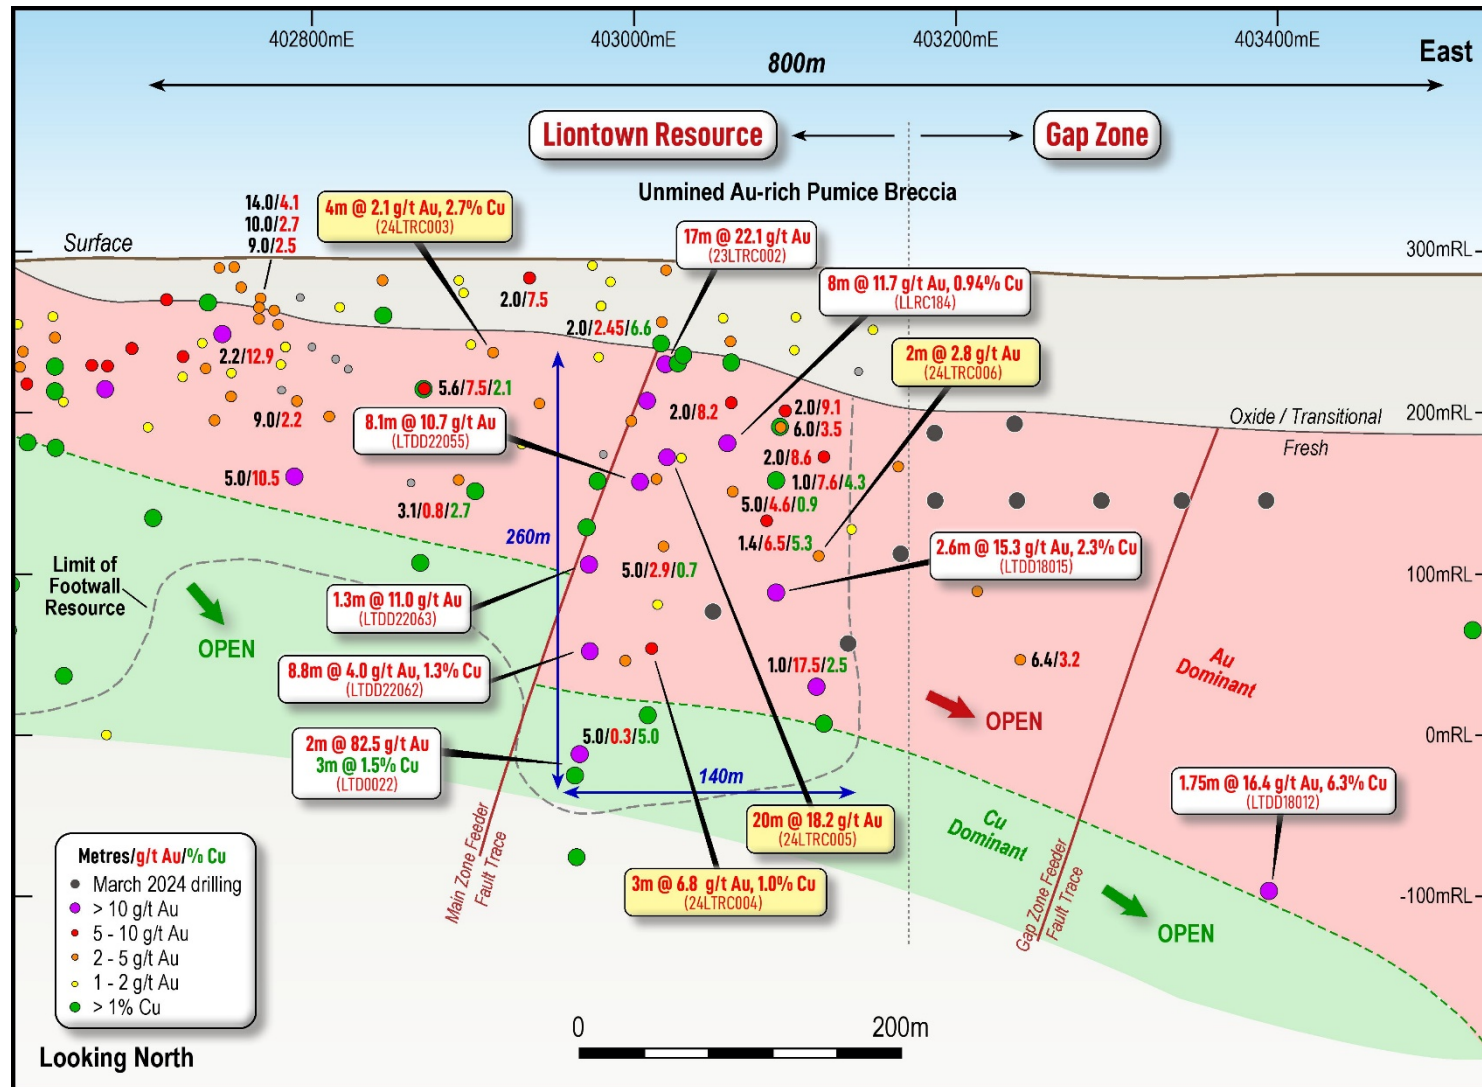 402800mE
403000mE
403200mE
403400mE
East
800m
Liontown Resource
Gap Zone
Unmined Au-rich Pumice Breccia
14.0/4.1
10.0/2.7
9.0/2.5
4m @ 2.1 g/t Au, 2.7% Cu
(24LTRC003)
17m @ 22.1 g/t Au
(23LTRC002)
Surface
300mRL
8m @ 11.7 g/t Au, 0.94% Cu
(LLRC184)
2.0/7.5
2.0/2.45/6.6
2m @ 2.8 g/t Au
(24LTRC006)
2.2/12.9
5.6/7.5/2.1
2.0/8.2
2.0/9.1
6.0/3.5
200mRL
Oxide / Transitional
Fresh
9.0/2.2
8.1m @ 10.7 g/t Au
(LTDD22055)
2.0/8.6
5.0/10.5
1.0/7.6/4.3
3.1/0.8/2.7
5.0/4.6/0.9
260m
1.4/6.5/5.3
2.6m @ 15.3 g/t Au, 2.3% Cu
(LTDD18015)
Limit of
Footwall
Resource
5.0/2.9/0.7
100mRL
1.3m @ 11.0 g/t Au
(LTDD22063)
OPEN
8.8m @ 4.0 g/t Au, 1.3% Cu
(LTDD22062)
1.0/17.5/2.5
6.4/3.2
Au
Dominant
OPEN
5.0/0.3/5.0
0mRL
2m @ 82.5 g/t Au
3m @ 1.5% Cu
(LTD0022)
140m
1.75m @ 16.4 g/t Au, 6.3% Cu
(LTDD18012)
20m @ 18.2 g/t Au
(24LTRC005)
Cu
Dominant
Main Zone Feeder
Fault Trace
3m @ 6.8 g/t Au, 1.0% Cu
(24LTRC004)
Gap Zone Feeder
Fault Trace
-100mRL
OPEN
Metres/g/t Au/% Cu
March 2024 drilling
> 10 g/t Au
5 - 10 g/t Au
2 - 5 g/t Au
1 - 2 g/t Au
> 1% Cu
0
200m
Looking North